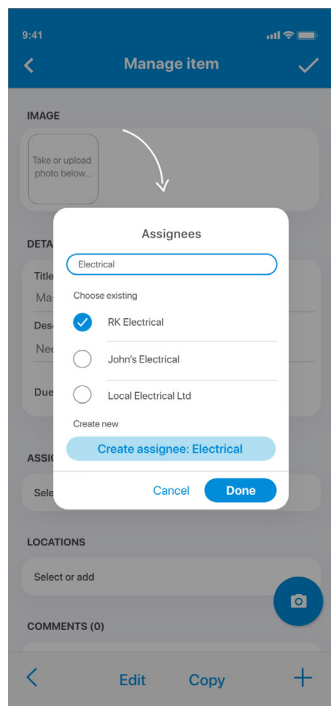 9:41
Manage item
IMAGE
Take or upload
photo below...
Assignees
DETA
Electrical
Title
Choose existing
Ma
RK Electrical
Des
Nee
John's Electrical
Due
Local Electrical Ltd
Create new
Create assignee: Electrical
ASSI
Sele
Cancel
Done
LOCATIONS
Select or add
COMMENTS (0)
Edit
Copy